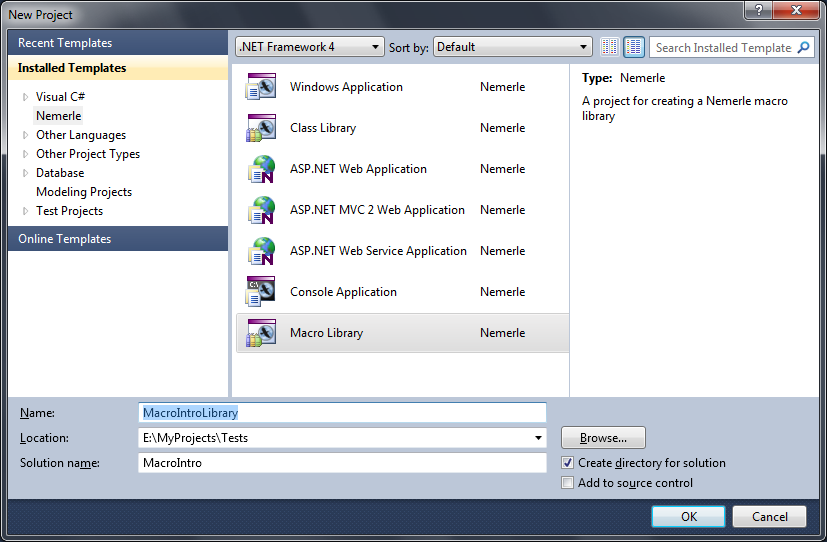 New Project
Recent Templates
Installed Templates
Visual C#
Nemerle
Other Languages
Other Project Types
Database
Modeling Projects
Test Projects
Online Templates
.NET Framework 4
Sort by:
Default
Search Installed Template
Windows Application Nemerle
Class Library Nemerle
ASP.NET Web Application Nemerle
ASP.NET MVC 2 Web Application Nemerle
ASP.NET Web Service Application Nemerle
Console Application Nemerle
Macro Library Nemerle
Type: Nemerle
A project for creating a Nemerle macro
library
Name: MacroIntroLibrary
Location: E:\MyProjects\Tests
Browse...
Solution name: MacroIntro
Create directory for solution
Add to source control
OK
Cancel